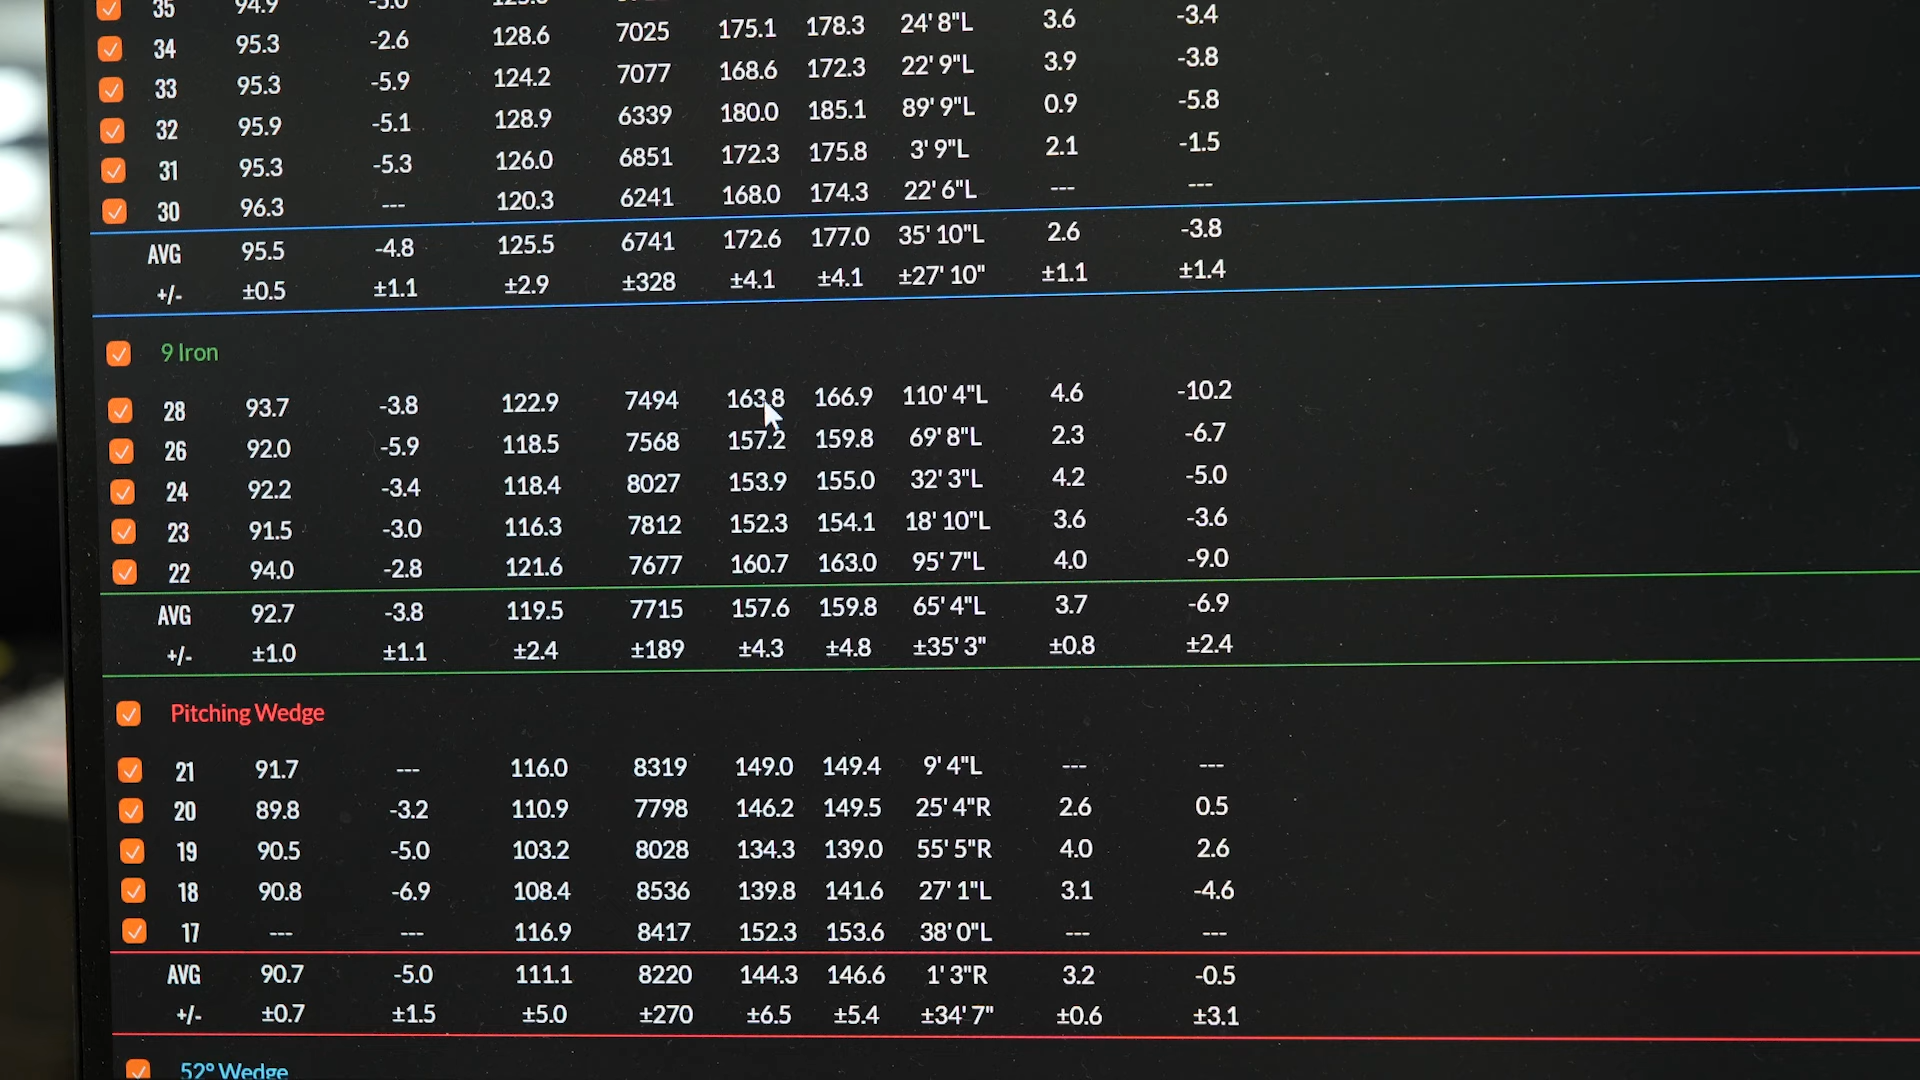 35 94.9 -5.0
34 95.3 -2.6 128.6 7025 175.1 178.3 24' 8"L 3.6 -3.4
33 95.3 -5.9 124.2 7077 168.6 172.3 22' 9"L 3.9 -3.8
32 95.9 -5.1 128.9 6339 180.0 185.1 89' 9"L 0.9 -5.8
31 95.3 -5.3 126.0 6851 172.3 175.8 3' 9"L 2.1 -1.5
30 96.3 --- 120.3 6241 168.0 174.3 22' 6"L --- ---
AVG 95.5 -4.8 125.5 6741 172.6 177.0 35' 10"L 2.6 -3.8
+/- ±0.5 ±1.1 ±2.9 ±328 ±4.1 ±4.1 ±27' 10" ±1.1 ±1.4
9 Iron
28 93.7 -3.8 122.9 7494 163.8 166.9 110' 4"L 4.6 -10.2
26 92.0 -5.9 118.5 7568 157.2 159.8 69' 8"L 2.3 -6.7
24 92.2 -3.4 118.4 8027 153.9 155.0 32' 3"L 4.2 -5.0
23 91.5 -3.0 116.3 7812 152.3 154.1 18' 10"L 3.6 -3.6
22 94.0 -2.8 121.6 7677 160.7 163.0 95' 7"L 4.0 -9.0
AVG 92.7 -3.8 119.5 7715 157.6 159.8 65' 4"L 3.7 -6.9
+/- ±1.0 ±1.1 ±2.4 ±189 ±4.3 ±4.8 ±35' 3" ±0.8 ±2.4
Pitching Wedge
21 91.7 --- 116.0 8319 149.0 149.4 9' 4"L --- ---
20 89.8 -3.2 110.9 7798 146.2 149.5 25' 4"R 2.6 0.5
19 90.5 -5.0 103.2 8028 134.3 139.0 55' 5"R 4.0 2.6
18 90.8 -6.9 108.4 8536 139.8 141.6 27' 1"L 3.1 -4.6
17 --- --- 116.9 8417 152.3 153.6 38' 0"L --- ---
AVG 90.7 -5.0 111.1 8220 144.3 146.6 1' 3"R 3.2 -0.5
+/- ±0.7 ±1.5 ±5.0 ±270 ±6.5 ±5.4 ±34' 7" ±0.6 ±3.1
52° Wedge